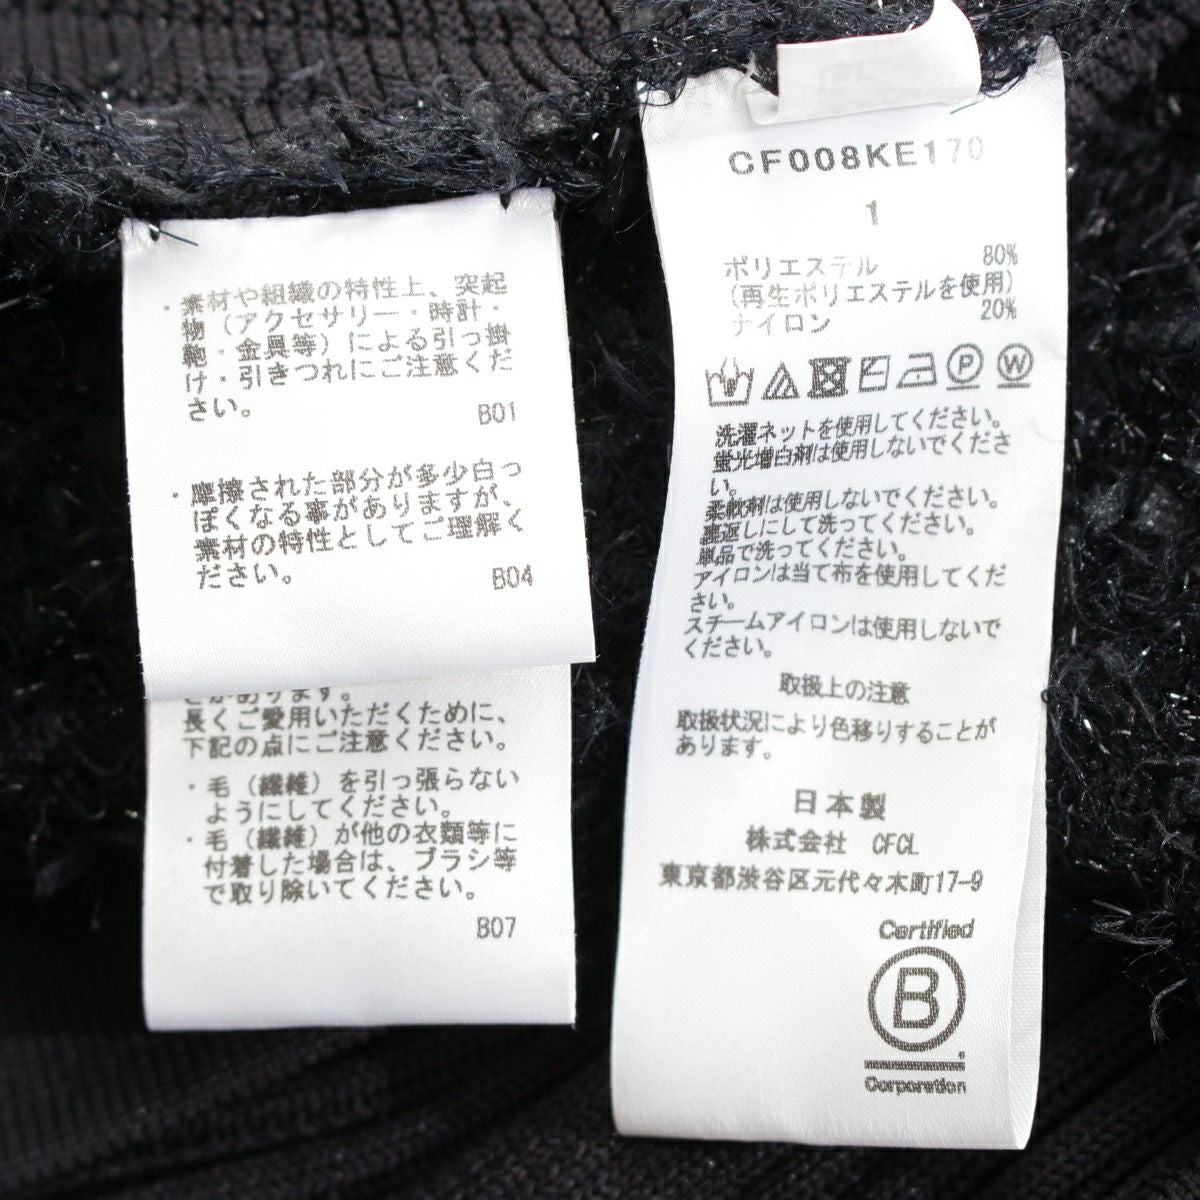 ・素材や組織の特性上、突起
物（アクセサリー・時計・
鞄・金具等）による引っ掛
け・引きつれにご注意くだ
さい。
B01
・摩擦された部分が多少白っ
ぽくなる事がありますが、
素材の特性としてご理解く
ださい。
B04
とがあります。
長くご愛用いただくために、
下記の点にご注意ください。
・毛（繊維）を引っ張らない
ようにしてください。
・毛（繊維）が他の衣類等に
付着した場合は、ブラシ等
で取り除いてください。
B07
CF008KE170
1
ポリエステル 80%
（再生ポリエステルを使用）
ナイロン 20%
P W
洗濯ネットを使用してください。
蛍光増白剤は使用しないでくださ
い。
柔軟剤は使用しないでください。
裏返しにして洗ってください。
単品で洗ってください。
アイロンは当て布を使用してくだ
さい。
スチームアイロンは使用しないで
ください。
取扱上の注意
取扱状況により色移りすることが
あります。
日本製
株式会社 CFCL
東京都渋谷区元代々木町17-9
Certified
B
Corporation